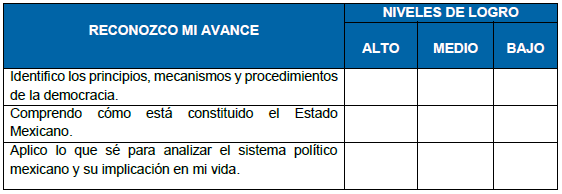 RECONOZCO MI AVANCE
NIVELES DE LOGRO
ALTO MEDIO BAJO
Identifico los principios, mecanismos y procedimientos
de la democracia.
Comprendo cómo está constituido el Estado
Mexicano.
Aplico lo que sé para analizar el sistema político
mexicano y su implicación en mi vida.